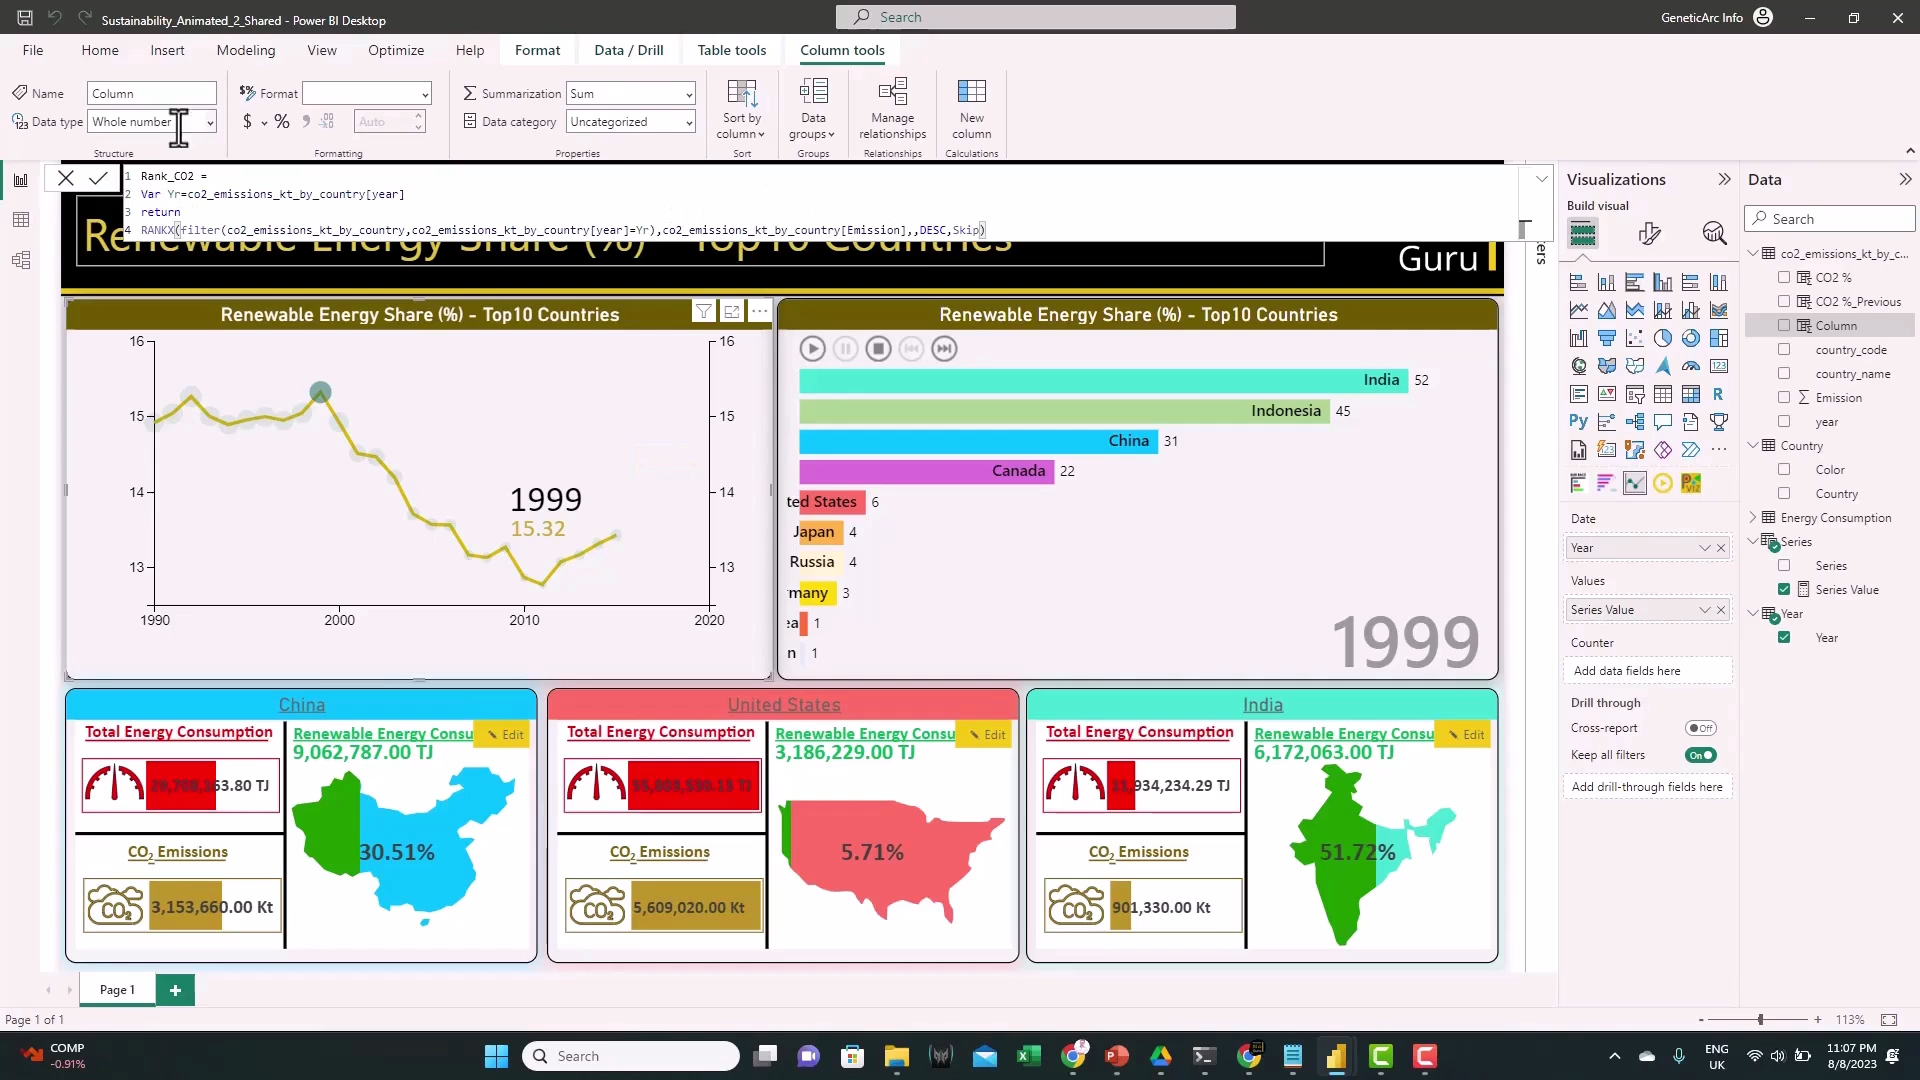 Sustainability_Animated_2_Shared - Power BI Desktop
Search
GeneticArc Info
File
Home
Insert
Modeling
View
Optimize
Help
Format
Data / Drill
Table tools
Column tools
Name
Column
Data type
Whole number
Structure
Format
$
%
Auto
Formatting
Summarization
Sum
Data category
Uncategorized
Properties
Sort by
column
Sort
Data
groups
Groups
Manage
relationships
Relationships
New
column
Calculations
1 Rank_CO2 =
2 Var Yr=co2_emissions_kt_by_country[year]
3 return
4 RANKX(filter(co2_emissions_kt_by_country,co2_emissions_kt_by_country[year]=Yr),co2_emissions_kt_by_country[Emission],,DESC,Skip)
Renewable Energy Share (%) - Top10 Countries
Guru
Renewable Energy Share (%) - Top10 Countries
16
15
14
13
16
15
14
13
1999
15.32
1990
2000
2010
2020
Renewable Energy Share (%) - Top10 Countries
India 52
Indonesia 45
China 31
Canada 22
ted States 6
Japan 4
Russia 4
rmany 3
ea 1
n 1
1999
China
Total Energy Consumption
Renewable Energy Consu
Edit
9,062,787.00 TJ
CO2 Emissions
3,153,660.00 Kt
30.51%
United States
Total Energy Consumption
Renewable Energy Consu
Edit
3,186,229.00 TJ
CO2 Emissions
5,609,020.00 Kt
5.71%
India
Total Energy Consumption
Renewable Energy Consu
Edit
6,172,063.00 TJ
CO2 Emissions
901,330.00 Kt
51.72%
Visualizations
Build visual
R
Py
Date
Year
Values
Series Value
Counter
Add data fields here
Drill through
Cross-report
Off
Keep all filters
On
Add drill-through fields here
Data
Search
co2_emissions_kt_by_c...
CO2 %
CO2 %_Previous
Column
country_code
country_name
Emission
year
Country
Color
Country
Energy Consumption
Series
Series
Series Value
Year
Year
Page 1
Page 1 of 1
113%
COMP
-0.91%
Search
ENG
UK
11:07 PM
8/8/2023